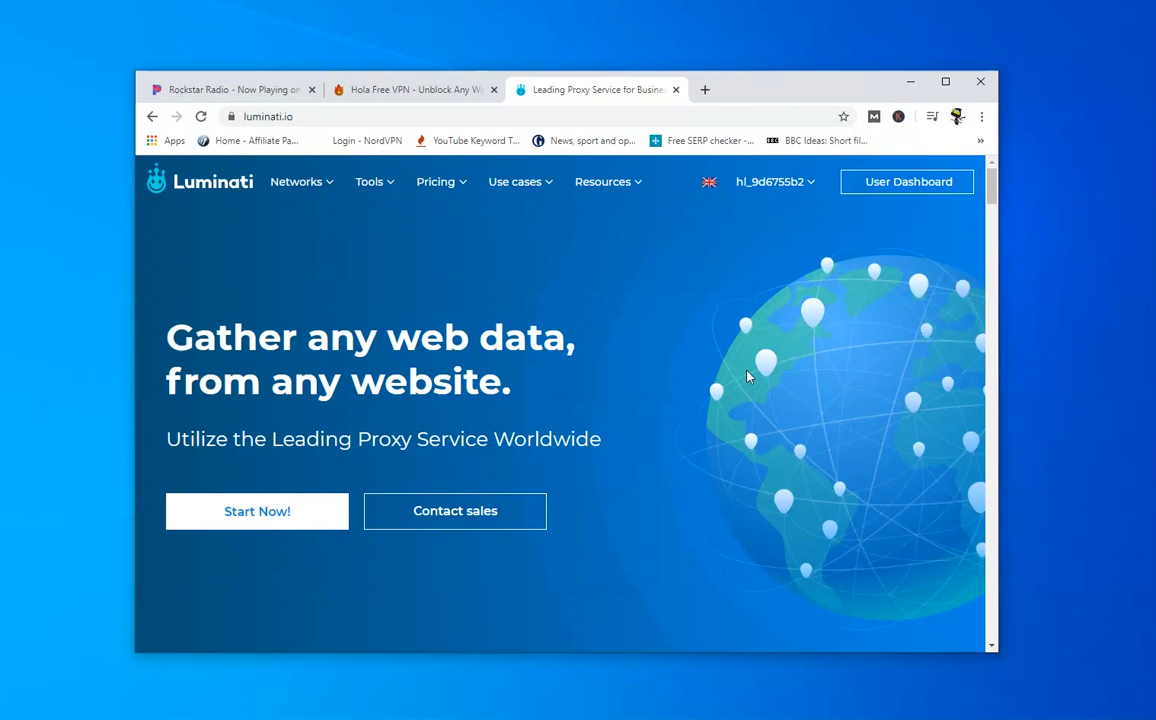 Rockstar Radio - Now Playing on
Hola Free VPN - Unblock Any W
Leading Proxy Service for Busine
luminati.io
Apps
Home - Affiliate Pa...
Login - NordVPN
YouTube Keyword T...
News, sport and op...
Free SERP checker -...
BBC Ideas: Short fil...
Luminati
Networks
Tools
Pricing
Use cases
Resources
hl_9d6755b2
User Dashboard
Gather any web data,
from any website.
Utilize the Leading Proxy Service Worldwide
Start Now!
Contact sales